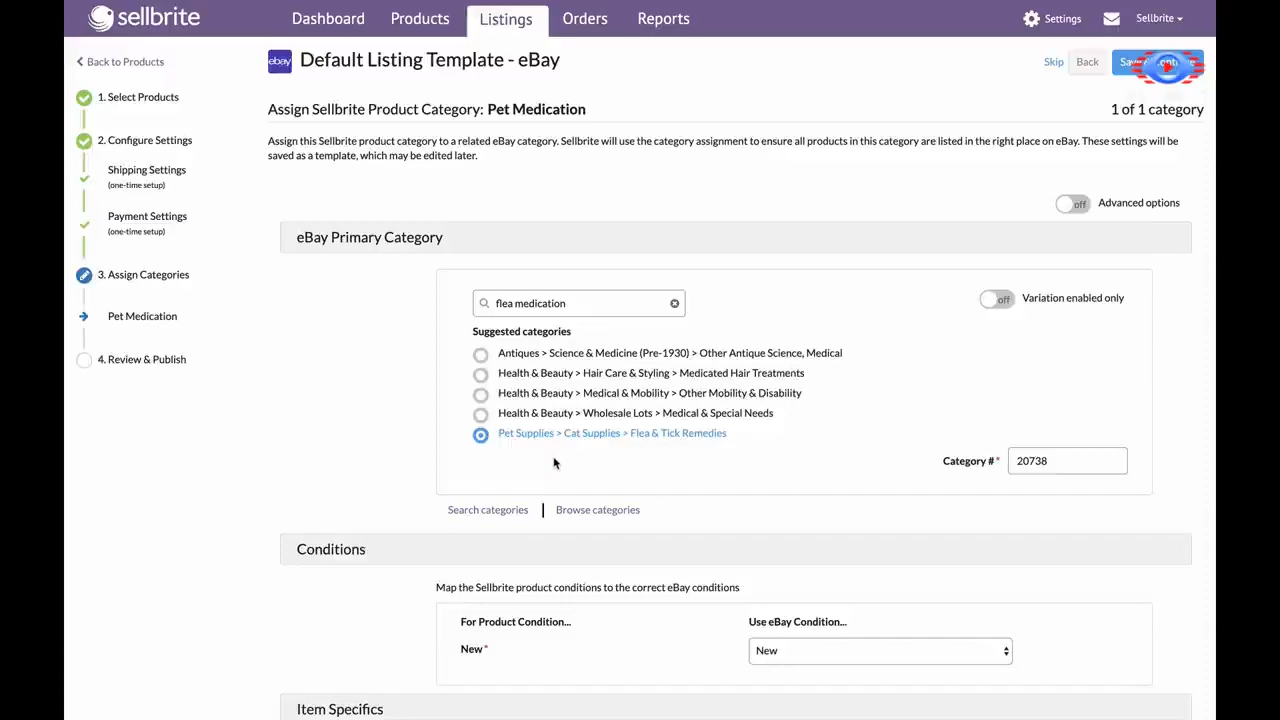 sellbrite
Dashboard Products Listings Orders Reports
Settings Sellbrite
Back to Products
ebay Default Listing Template - eBay
Skip Back
1. Select Products
2. Configure Settings
Shipping Settings
(one-time setup)
Payment Settings
(one-time setup)
3. Assign Categories
Pet Medication
4. Review & Publish
Assign Sellbrite Product Category: Pet Medication
1 of 1 category
Assign this Sellbrite product category to a related eBay category. Sellbrite will use the category assignment to ensure all products in this category are listed in the right place on eBay. These settings will
be saved as a template, which may be edited later.
off Advanced options
eBay Primary Category
flea medication
off Variation enabled only
Suggested categories
Antiques > Science & Medicine (Pre-1930) > Other Antique Science, Medical
Health & Beauty > Hair Care & Styling > Medicated Hair Treatments
Health & Beauty > Medical & Mobility > Other Mobility & Disability
Health & Beauty > Wholesale Lots > Medical & Special Needs
Pet Supplies > Cat Supplies > Flea & Tick Remedies
Category #* 20738
Search categories | Browse categories
Conditions
Map the Sellbrite product conditions to the correct eBay conditions
For Product Condition... Use eBay Condition...
New* New
Item Specifics